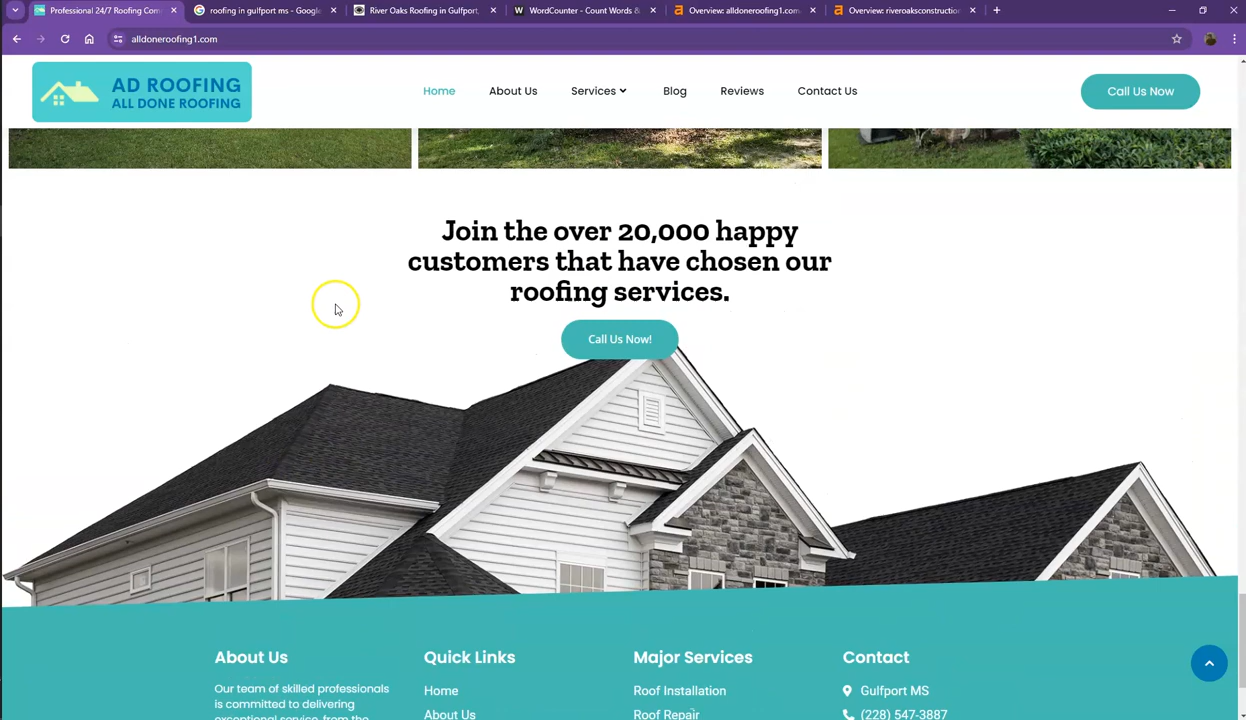 Professional 24/7 Roofing Com
roofing in gulfport ms - Google
River Oaks Roofing in Gulfport,
WordCounter - Count Words &
Overview: alldoneroofing1.com
Overview: riveroaksconstruction
alldoneroofing1.com
AD ROOFING
ALL DONE ROOFING
Home
About Us
Services
Blog
Reviews
Contact Us
Call Us Now
Join the over 20,000 happy
customers that have chosen our
roofing services.
Call Us Now!
About Us
Quick Links
Major Services
Contact
Our team of skilled professionals
is committed to delivering
exceptional service, from the
Home
About Us
Roof Installation
Roof Repair
Gulfport MS
(228) 547-3887